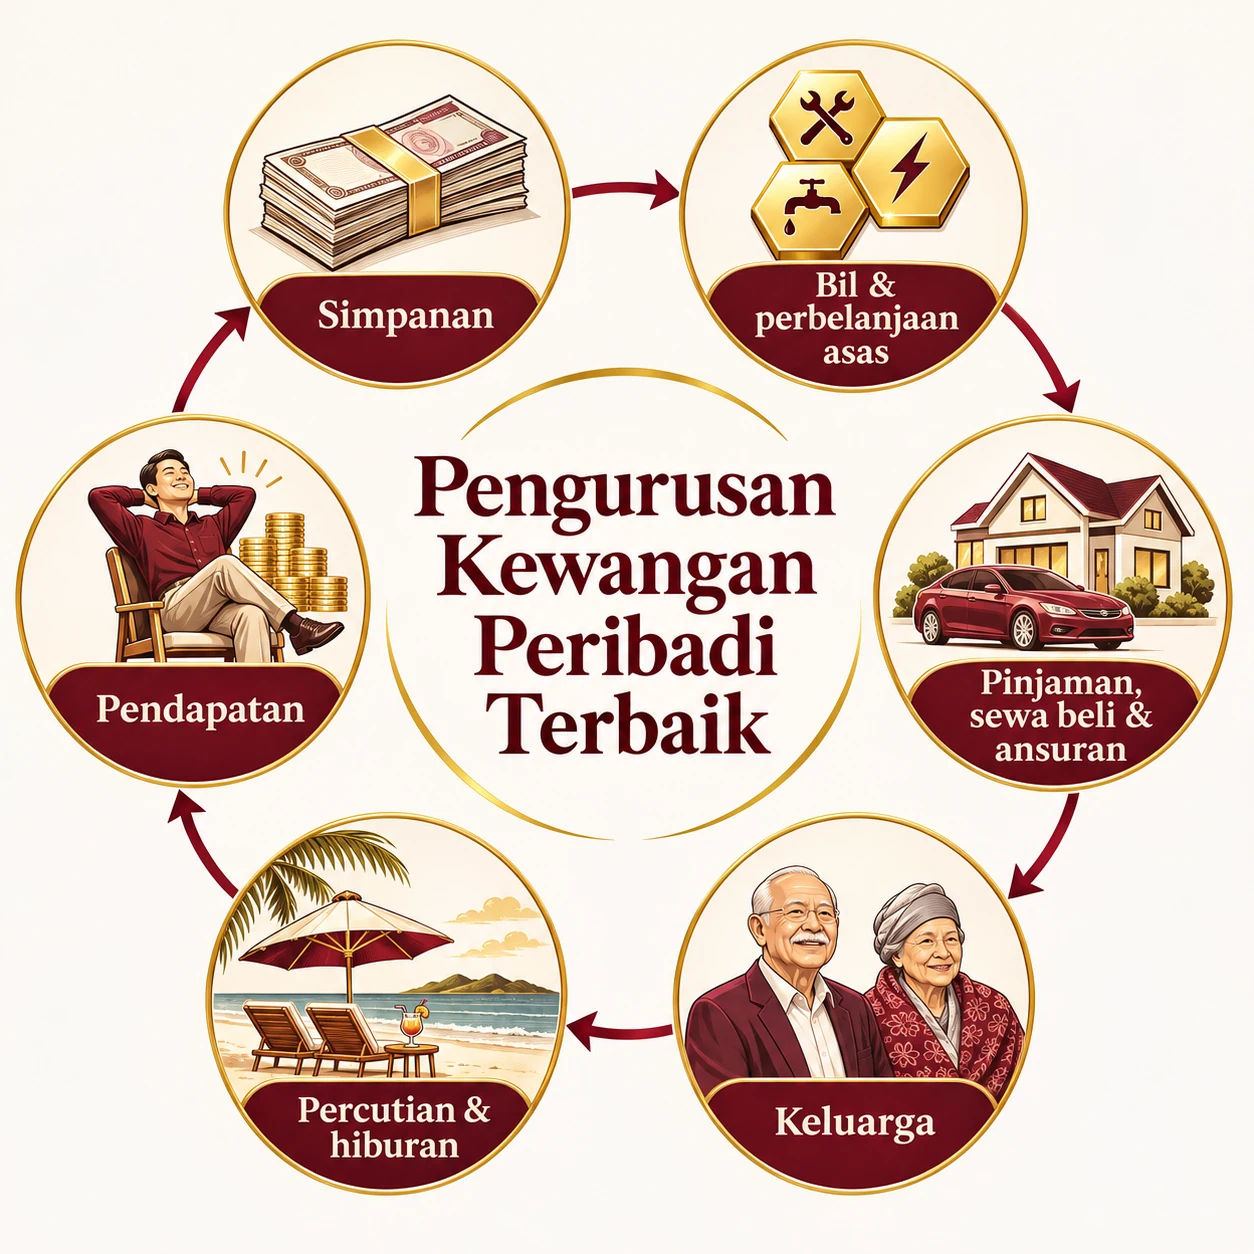 Simpanan
Bil &
perbelanjaan
asas
Pengurusan
Kewangan
Peribadi
Terbaik
Pendapatan
Pinjaman,
sewa beli &
ansuran
Percutian &
hiburan
Keluarga